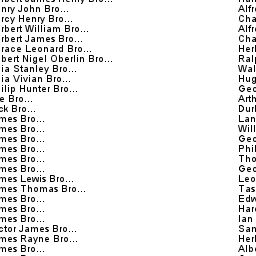 nry John Bro... Alfr
rcy Henry Bro... Cha
rbert William Bro... Alfr
rbert James Bro... Cha
race Leonard Bro... Herl
bert Nigel Oberlin Bro... Ralp
ia Stanley Bro... Wal
ia Vivian Bro... Hug
ilip Hunter Bro... Geo
e Bro... Arth
ck Bro... Durl
mes Bro... Lan
mes Bro... Will
mes Bro... Geo
mes Bro... Phil
mes Bro... Tho
mes Bro... Geo
mes Lewis Bro... Leo
mes Thomas Bro... Tas
mes Bro... Edw
mes Bro... Haro
mes Bro... Ian
ctor James Bro... San
mes Rayne Bro... Herl
mes Bro... Albe